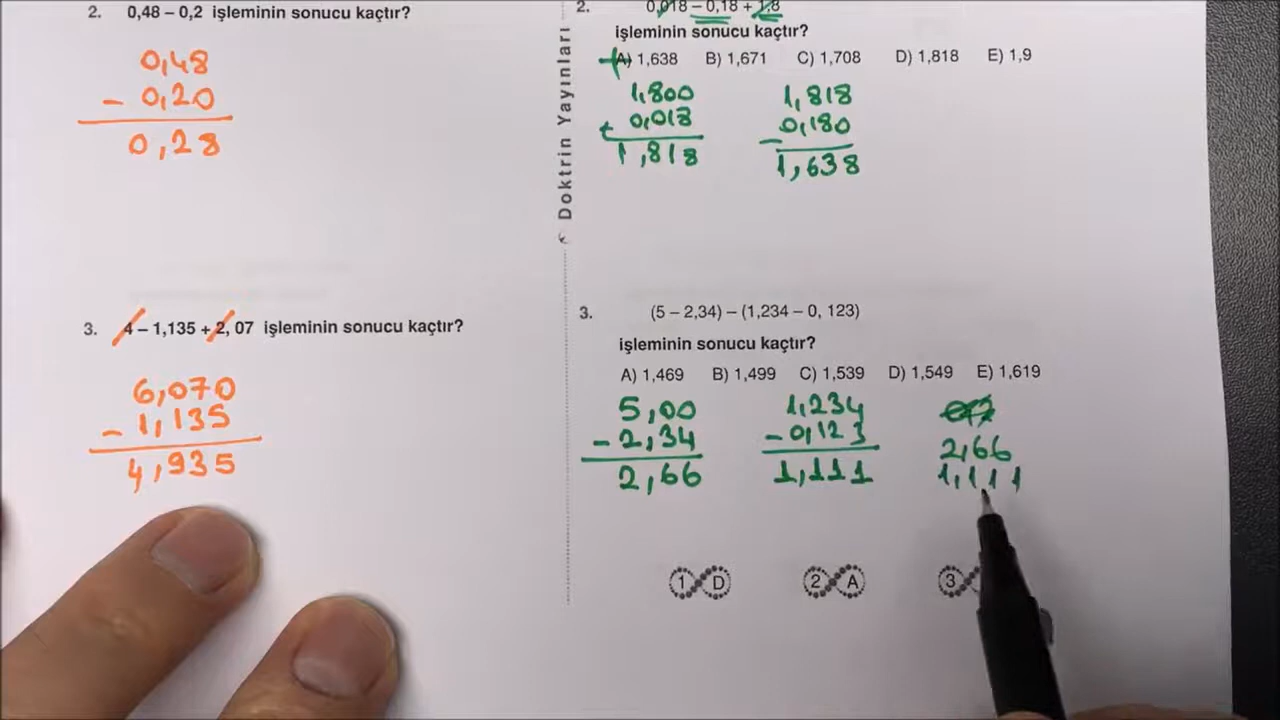 2. 0,48 – 0,2 işleminin sonucu kaçtır?
0,48
- 0,20
0,28
3. 4 – 1,135 + 2, 07 işleminin sonucu kaçtır?
6,070
- 1,135
4,935
Doktrin Yayınları
2. 0,018 – 0,18 + 1,8
işleminin sonucu kaçtır?
A) 1,638 B) 1,671 C) 1,708 D) 1,818 E) 1,9
1,800 1,818
+ 0,018 - 0,180
1,818 1,638
3. (5 – 2,34) – (1,234 – 0, 123)
işleminin sonucu kaçtır?
A) 1,469 B) 1,499 C) 1,539 D) 1,549 E) 1,619
5,00 1,234
- 2,34 - 0,123 2,66
2,66 1,111 1,111
1 D 2 A 3